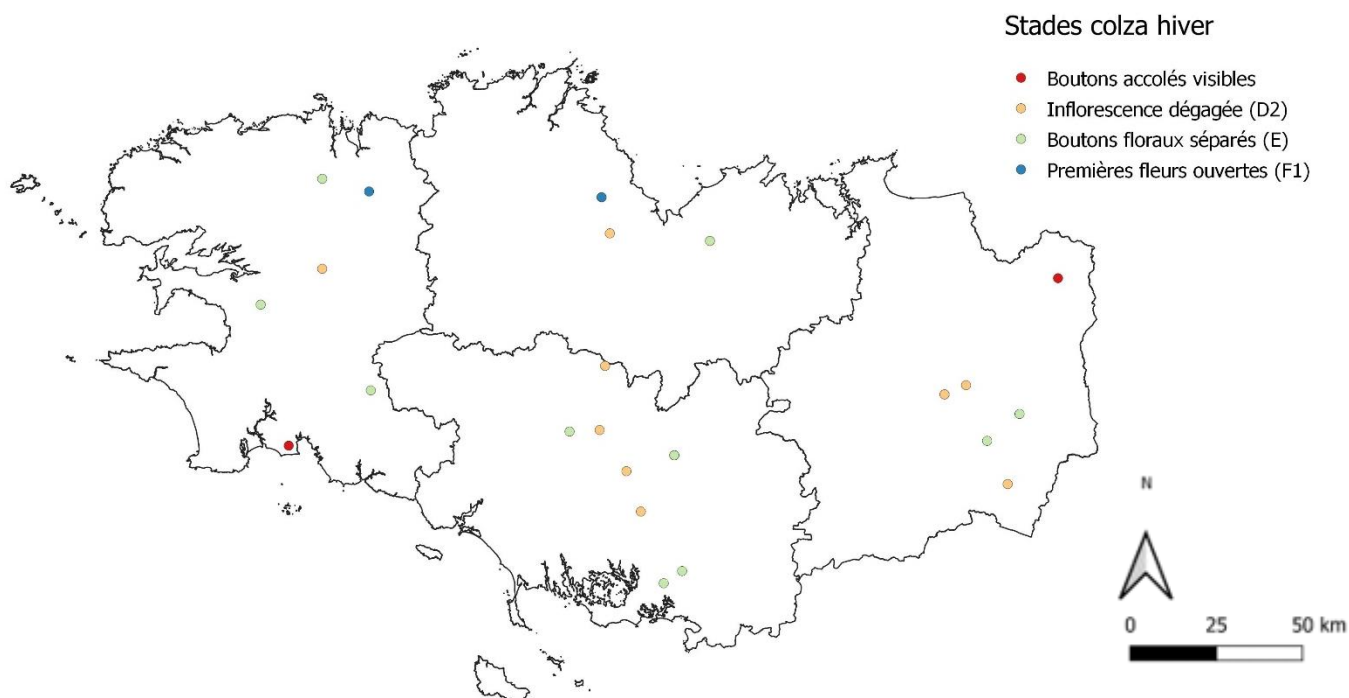 Stades colza hiver
Boutons accolés visibles
Inflorescence dégagée (D2)
Boutons floraux séparés (E)
Premières fleurs ouvertes (F1)
N
0 25 50 km